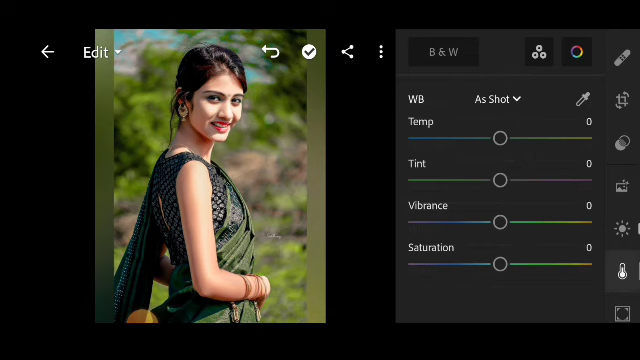 Edit
B & W
WB As Shot
Temp 0
Tint 0
Vibrance 0
Saturation 0